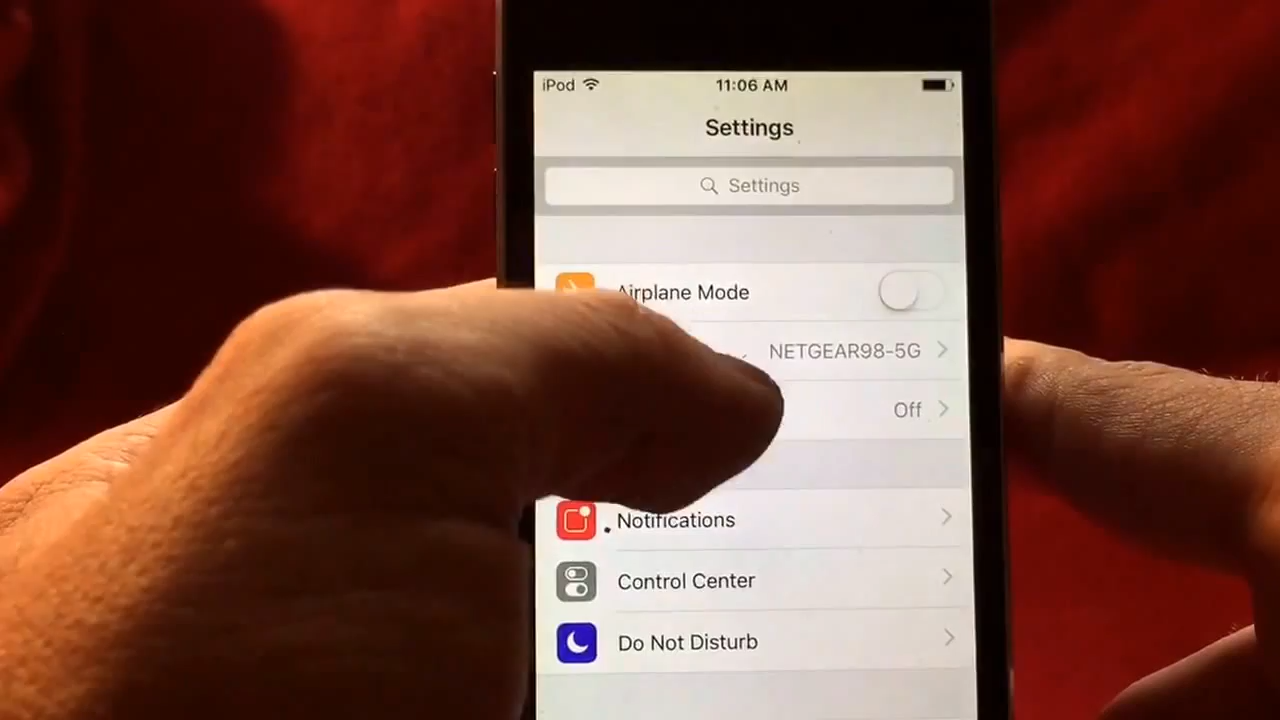 iPod 11:06 AM
Settings
Settings
Airplane Mode
NETGEAR98-5G
Off
Notifications
Control Center
Do Not Disturb